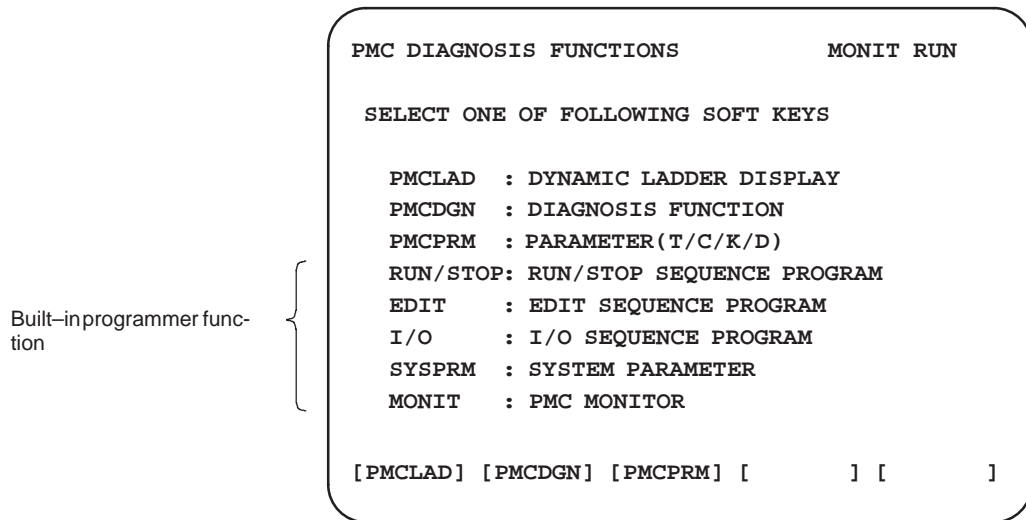 PMC DIAGNOSIS FUNCTIONS MONIT RUN
SELECT ONE OF FOLLOWING SOFT KEYS
PMCLAD : DYNAMIC LADDER DISPLAY
PMCDGN : DIAGNOSIS FUNCTION
PMCPRM : PARAMETER(T/C/K/D)
RUN/STOP: RUN/STOP SEQUENCE PROGRAM
EDIT : EDIT SEQUENCE PROGRAM
I/O : I/O SEQUENCE PROGRAM
SYSPRM : SYSTEM PARAMETER
MONIT : PMC MONITOR
[PMCLAD] [PMCDGN] [PMCPRM] [ ] [ ]
Built–in programmer func-
tion